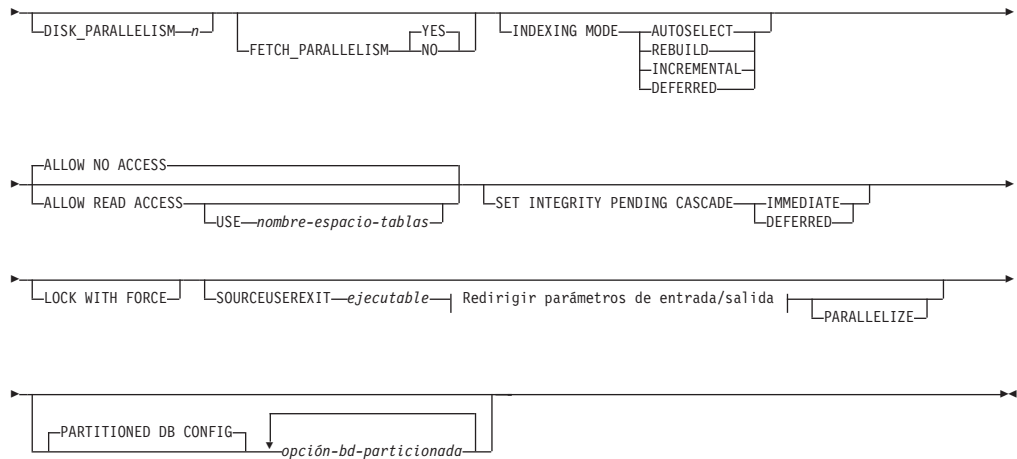 DISK_PARALLELISM n
FETCH_PARALLELISM YES
NO
INDEXING MODE AUTOSELECT
REBUILD
INCREMENTAL
DEFERRED
ALLOW NO ACCESS
ALLOW READ ACCESS
USE nombre-espacio-tablas
SET INTEGRITY PENDING CASCADE IMMEDIATE
DEFERRED
LOCK WITH FORCE
SOURCEUSEREXIT ejecutable Redirigir parámetros de entrada/salida
PARALLELIZE
PARTITIONED DB CONFIG
opción-bd-particionada